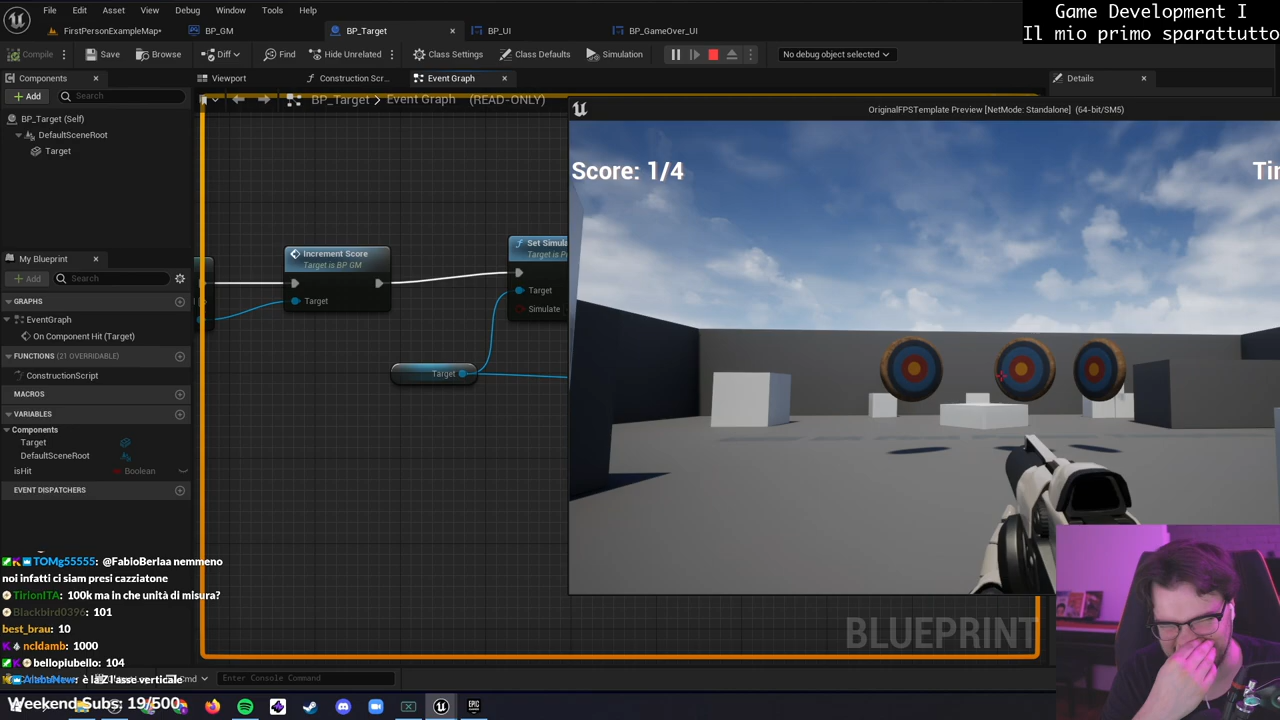 File Edit Asset View Debug Window Tools Help
Game Development I
Il mio primo sparattutto
FirstPersonExampleMap* BP_GM BP_Target BP_UI BP_GameOver_UI
Compile Save Browse Diff Find Hide Unrelated Class Settings Class Defaults Simulation No debug object selected
Components
Add Search
BP_Target (Self)
DefaultSceneRoot
Target
Viewport Construction Scr... Event Graph
BP_Target > Event Graph (READ-ONLY)
Details
OriginalFPSTemplate Preview [NetMode: Standalone] (64-bit/SM5)
Score: 1/4
Increment Score
Target is BP GM
Target
Target
Simulate
Target
My Blueprint
Add Search
GRAPHS
EventGraph
On Component Hit (Target)
FUNCTIONS (21 OVERRIDABLE)
ConstructionScript
MACROS
VARIABLES
Components
Target
DefaultSceneRoot
isHit Boolean
EVENT DISPATCHERS
TOMg55555: @FabioBerlaa nemmeno
noi infatti ci siam presi cazziatone
TirionITA: 100k ma in che unità di misura?
Blackbird0396: 101
best_brau: 10
ncldamb: 1000
bellopiubello: 104
è la Z l'asse verticale
Weekend Subs: 19/500
Cmd Enter Console Command
BLUEPRINT